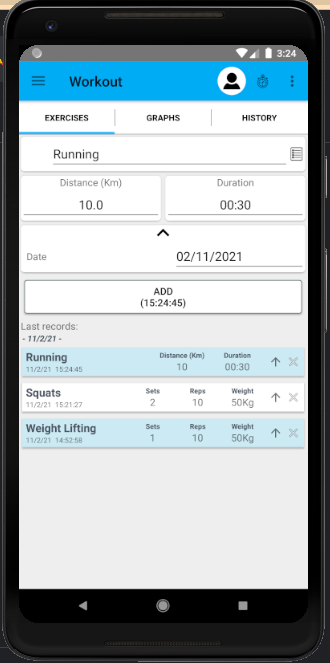 3:24
Workout
EXERCISES GRAPHS HISTORY
Running
Distance (Km) Duration
10.0 00:30
Date 02/11/2021
ADD
(15:24:45)
Last records:
- 11/2/21 -
Running Distance (Km) Duration
11/2/21 15:24:45 10 00:30
Squats Sets Reps Weight
11/2/21 15:21:27 2 10 50Kg
Weight Lifting Sets Reps Weight
11/2/21 14:52:58 1 10 50Kg